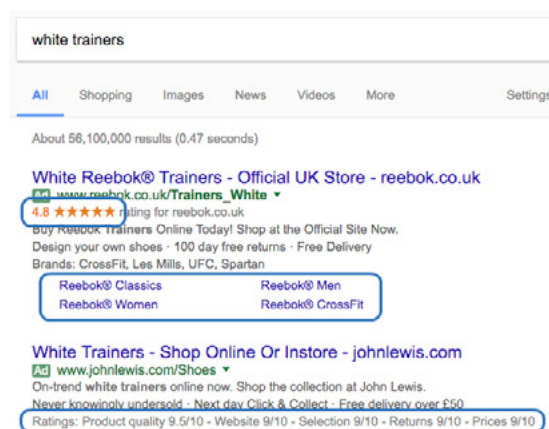 white trainers
All Shopping Images News Videos More Settings
About 56,100,000 results (0.47 seconds)
White Reebok® Trainers - Official UK Store - reebok.co.uk
Ad www.reebok.co.uk/Trainers_White ▼
4.8 ★★★★★ rating for reebok.co.uk
Buy Reebok Trainers Online Today! Shop at the Official Site Now.
Design your own shoes · 100 day free returns · Free Delivery
Brands: CrossFit, Les Mills, UFC, Spartan
Reebok® Classics Reebok® Men
Reebok® Women Reebok® CrossFit
White Trainers - Shop Online Or Instore - johnlewis.com
Ad www.johnlewis.com/Shoes ▼
On-trend white trainers online now. Shop the collection at John Lewis.
Never knowingly undersold · Next day Click & Collect · Free delivery over £50
Ratings: Product quality 9.5/10 - Website 9/10 - Selection 9/10 - Returns 9/10 - Prices 9/10